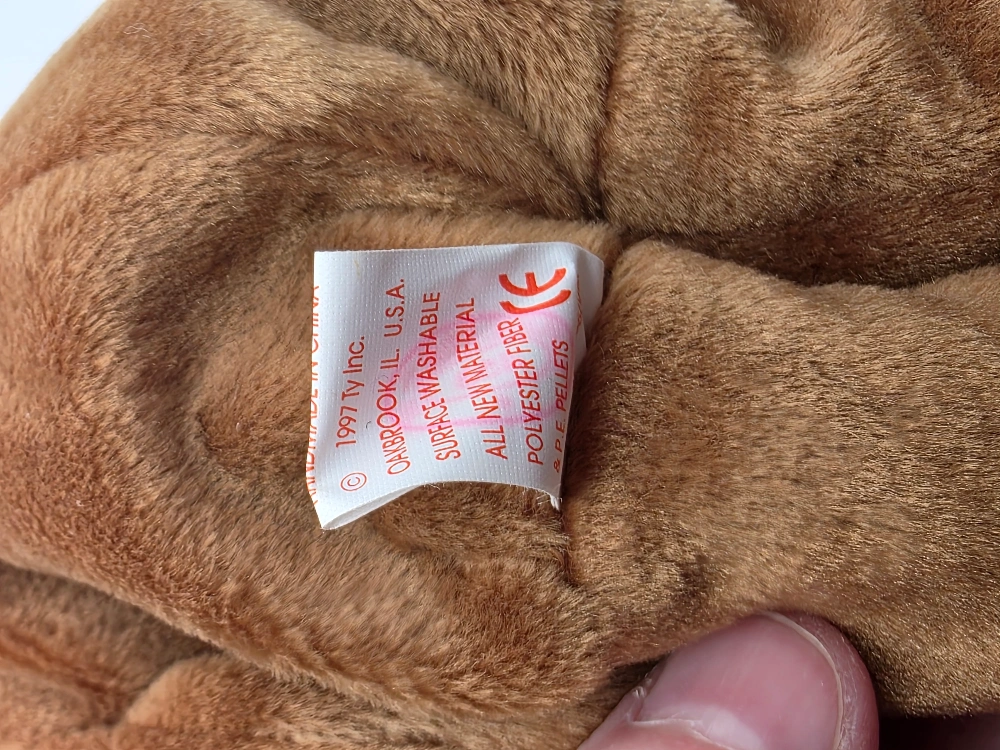 HANDMADE IN CHINA
© 1997 Ty Inc.
OAKBROOK, IL. U.S.A.
SURFACE WASHABLE
ALL NEW MATERIAL
POLYESTER FIBER
& P.E. PELLETS
CE